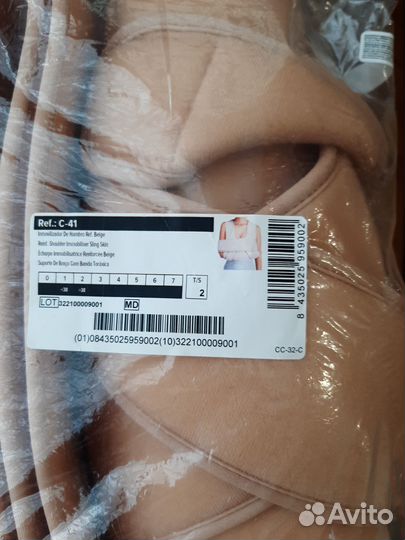 Ref.: C-41
Inmovilizador De Hombro Ref. Beige
Reinf. Shoulder Immobiliser Sling Skin
Écharpe Immobilisatrice Renforcée Beige
Suporte De Braço Com Banda Torácica
0 1 2 3 4 5 6 7 T/S
2
LOT 322100009001 MD
(01)08435025959002(10)322100009001
8 435025 959002
CC-32-C
Avito